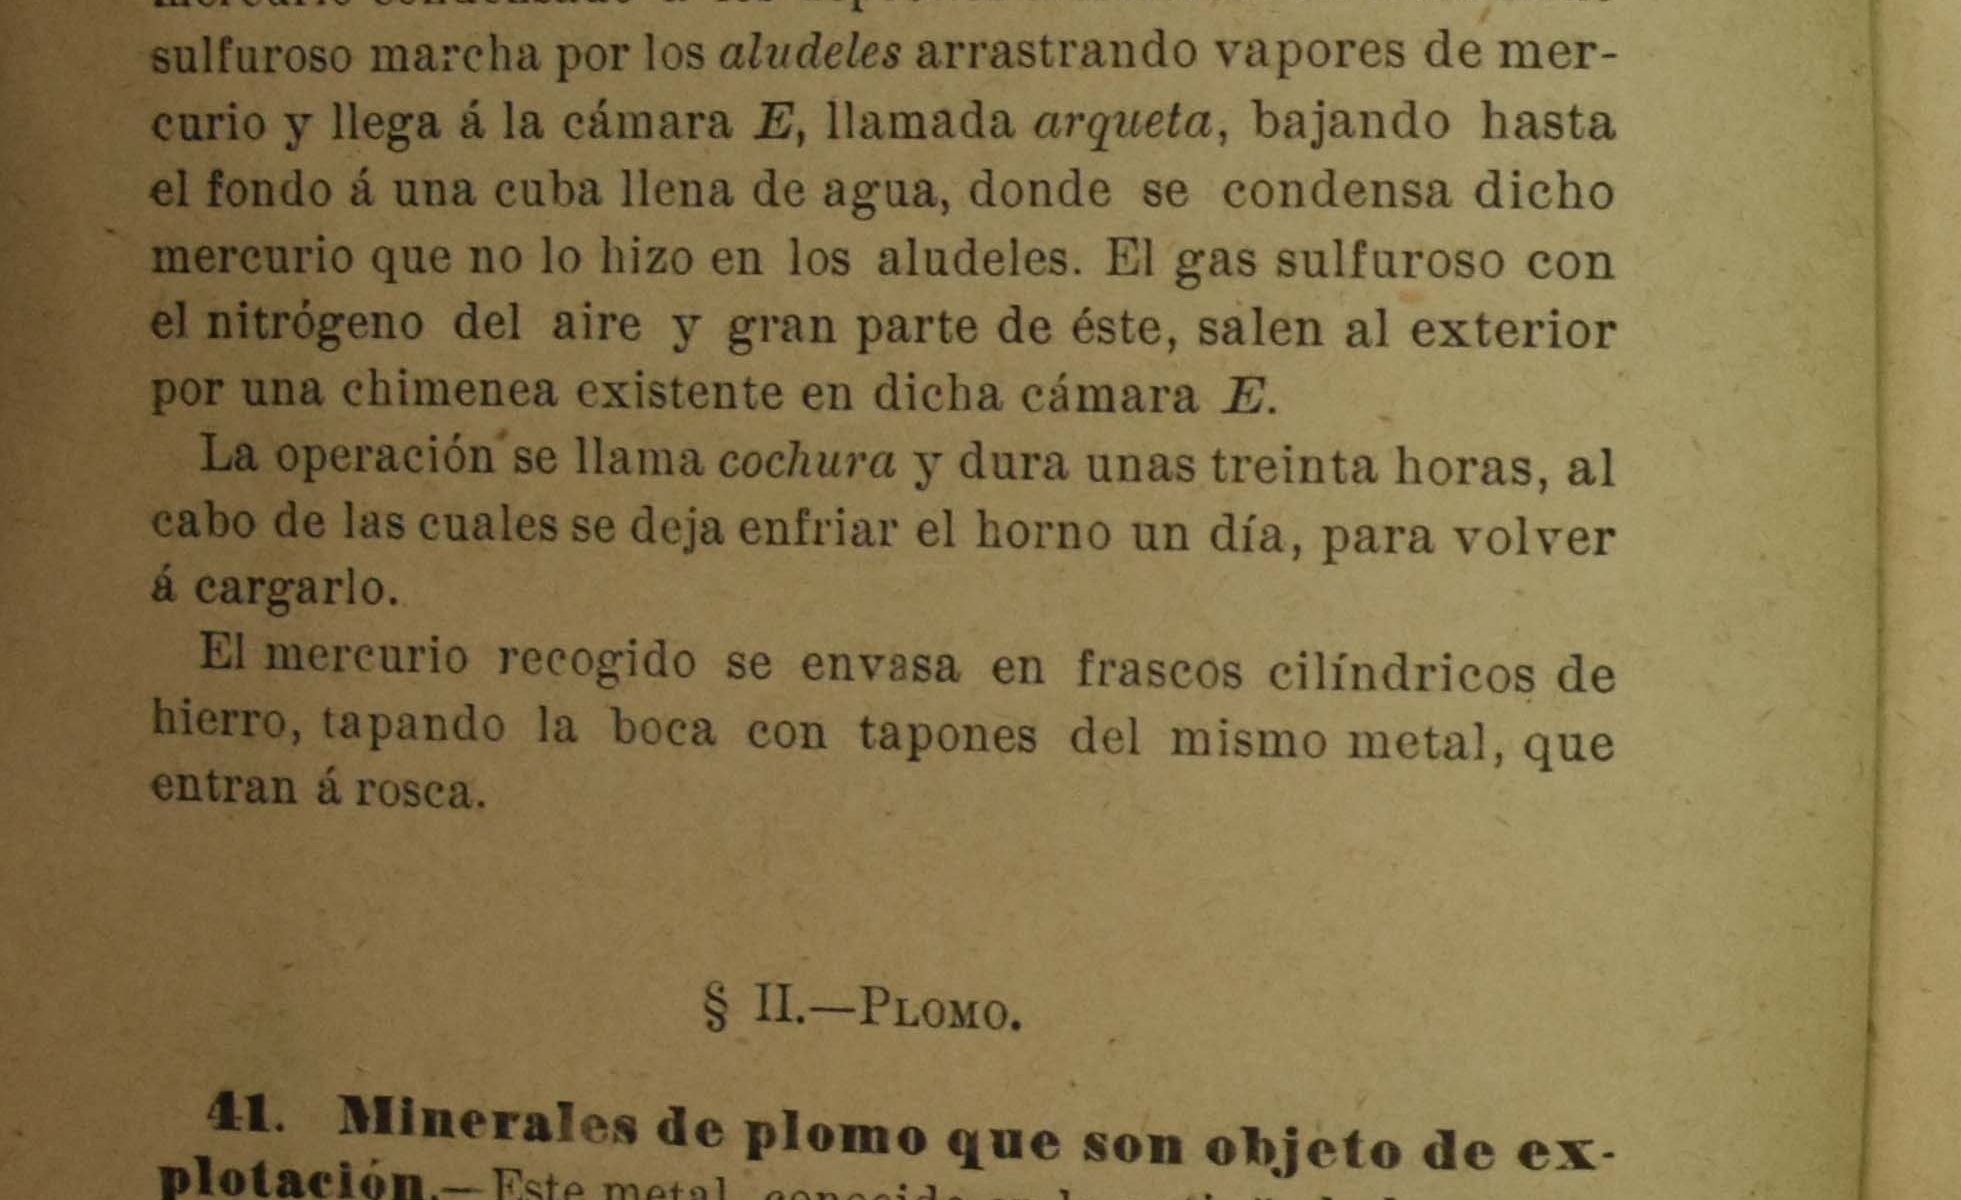 sulfuroso marcha por los aludeles arrastrando vapores de mer-
curio y llega á la cámara E, llamada arqueta, bajando hasta
el fondo á una cuba llena de agua, donde se condensa dicho
mercurio que no lo hizo en los aludeles. El gas sulfuroso con
el nitrógeno del aire y gran parte de éste, salen al exterior
por una chimenea existente en dicha cámara E.
La operación se llama cochura y dura unas treinta horas, al
cabo de las cuales se deja enfriar el horno un día, para volver
á cargarlo.
El mercurio recogido se envasa en frascos cilíndricos de
hierro, tapando la boca con tapones del mismo metal, que
entran á rosca.
§ II.—Plomo.
41. Minerales de plomo que son objeto de ex-
plotación.—Este metal, conocido